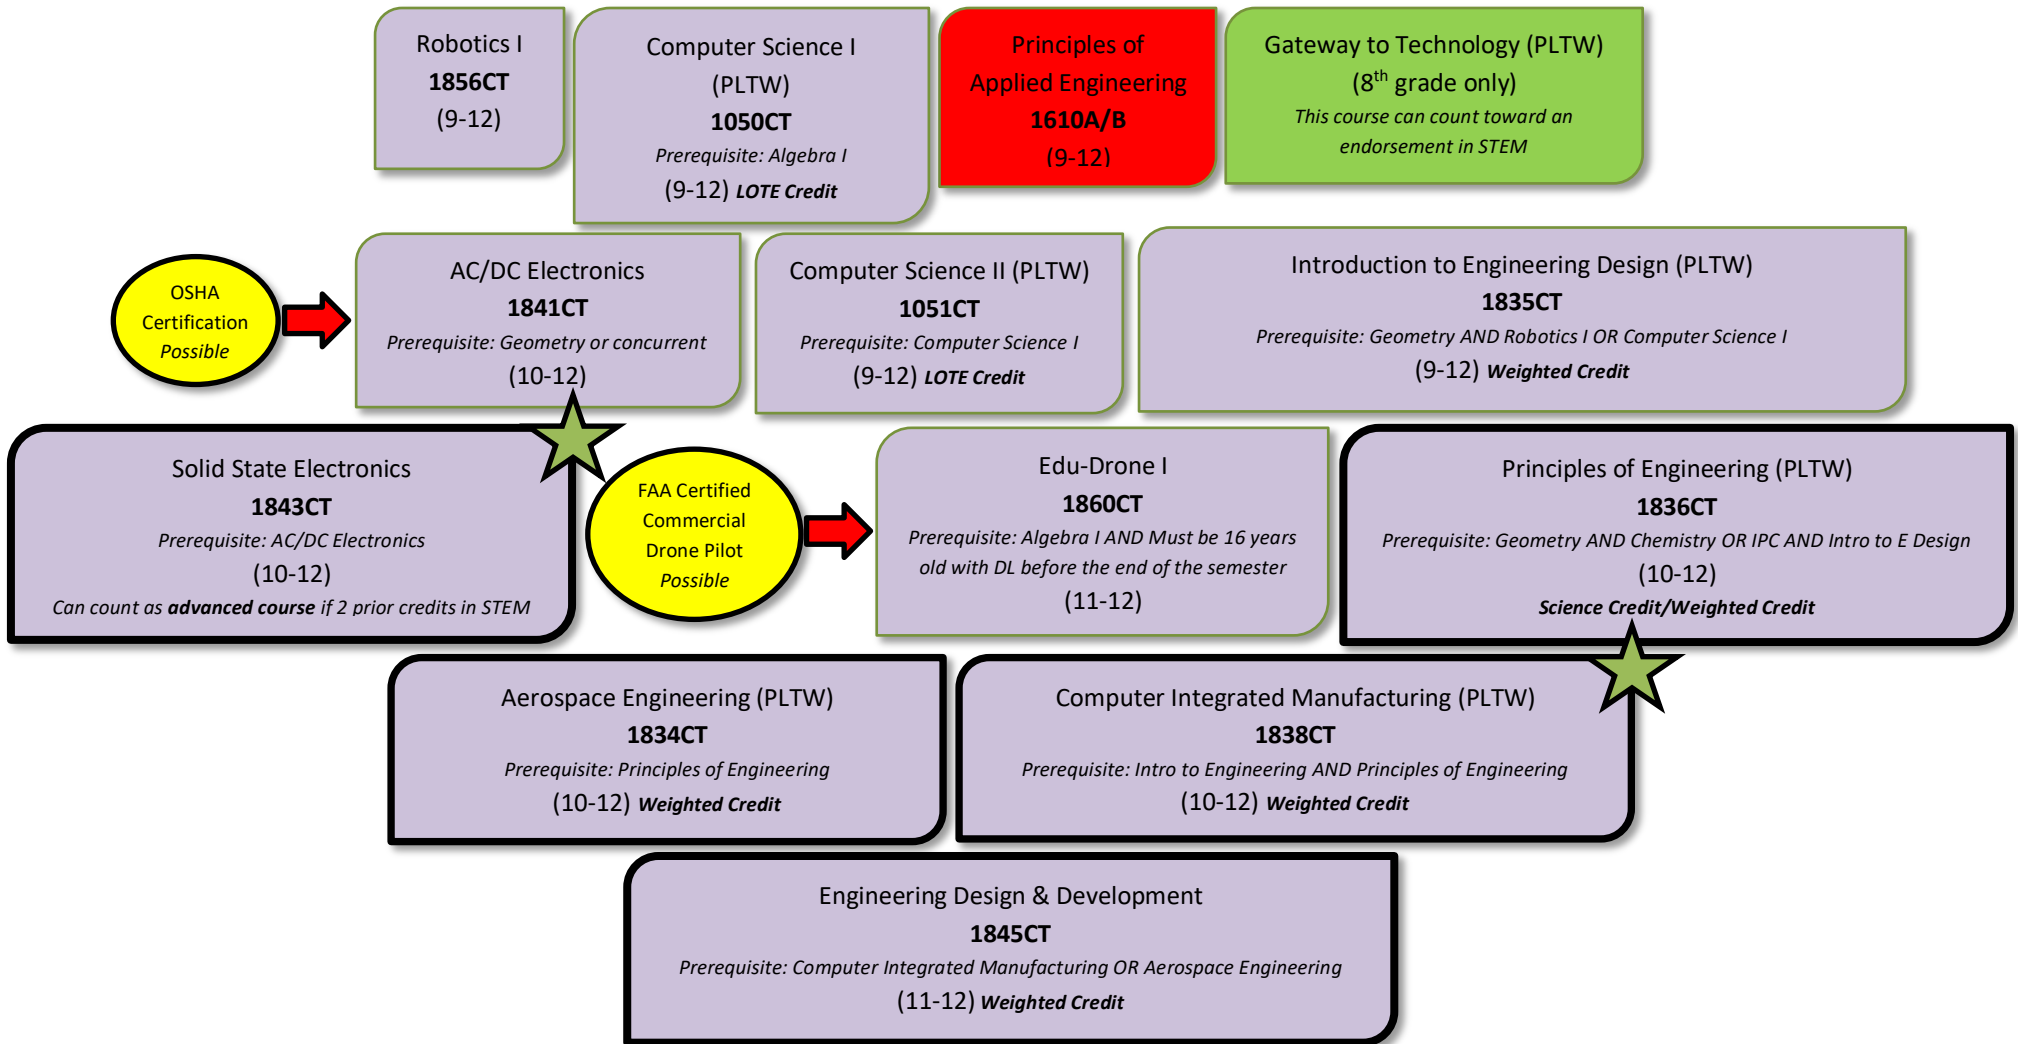 Robotics I
1856CT
(9-12)
Computer Science I
(PLTW)
1050CT
Prerequisite: Algebra I
(9-12) LOTE Credit
Principles of
Applied Engineering
1610A/B
(9-12)
Gateway to Technology (PLTW)
(8th grade only)
This course can count toward an
endorsement in STEM
OSHA
Certification
Possible
AC/DC Electronics
1841CT
Prerequisite: Geometry or concurrent
(10-12)
Computer Science II (PLTW)
1051CT
Prerequisite: Computer Science I
(9-12) LOTE Credit
Introduction to Engineering Design (PLTW)
1835CT
Prerequisite: Geometry AND Robotics I OR Computer Science I
(9-12) Weighted Credit
Solid State Electronics
1843CT
Prerequisite: AC/DC Electronics
(10-12)
Can count as advanced course if 2 prior credits in STEM
FAA Certified
Commercial
Drone Pilot
Possible
Edu-Drone I
1860CT
Prerequisite: Algebra I AND Must be 16 years
old with DL before the end of the semester
(11-12)
Principles of Engineering (PLTW)
1836CT
Prerequisite: Geometry AND Chemistry OR IPC AND Intro to E Design
(10-12)
Science Credit/Weighted Credit
Aerospace Engineering (PLTW)
1834CT
Prerequisite: Principles of Engineering
(10-12) Weighted Credit
Computer Integrated Manufacturing (PLTW)
1838CT
Prerequisite: Intro to Engineering AND Principles of Engineering
(10-12) Weighted Credit
Engineering Design & Development
1845CT
Prerequisite: Computer Integrated Manufacturing OR Aerospace Engineering
(11-12) Weighted Credit